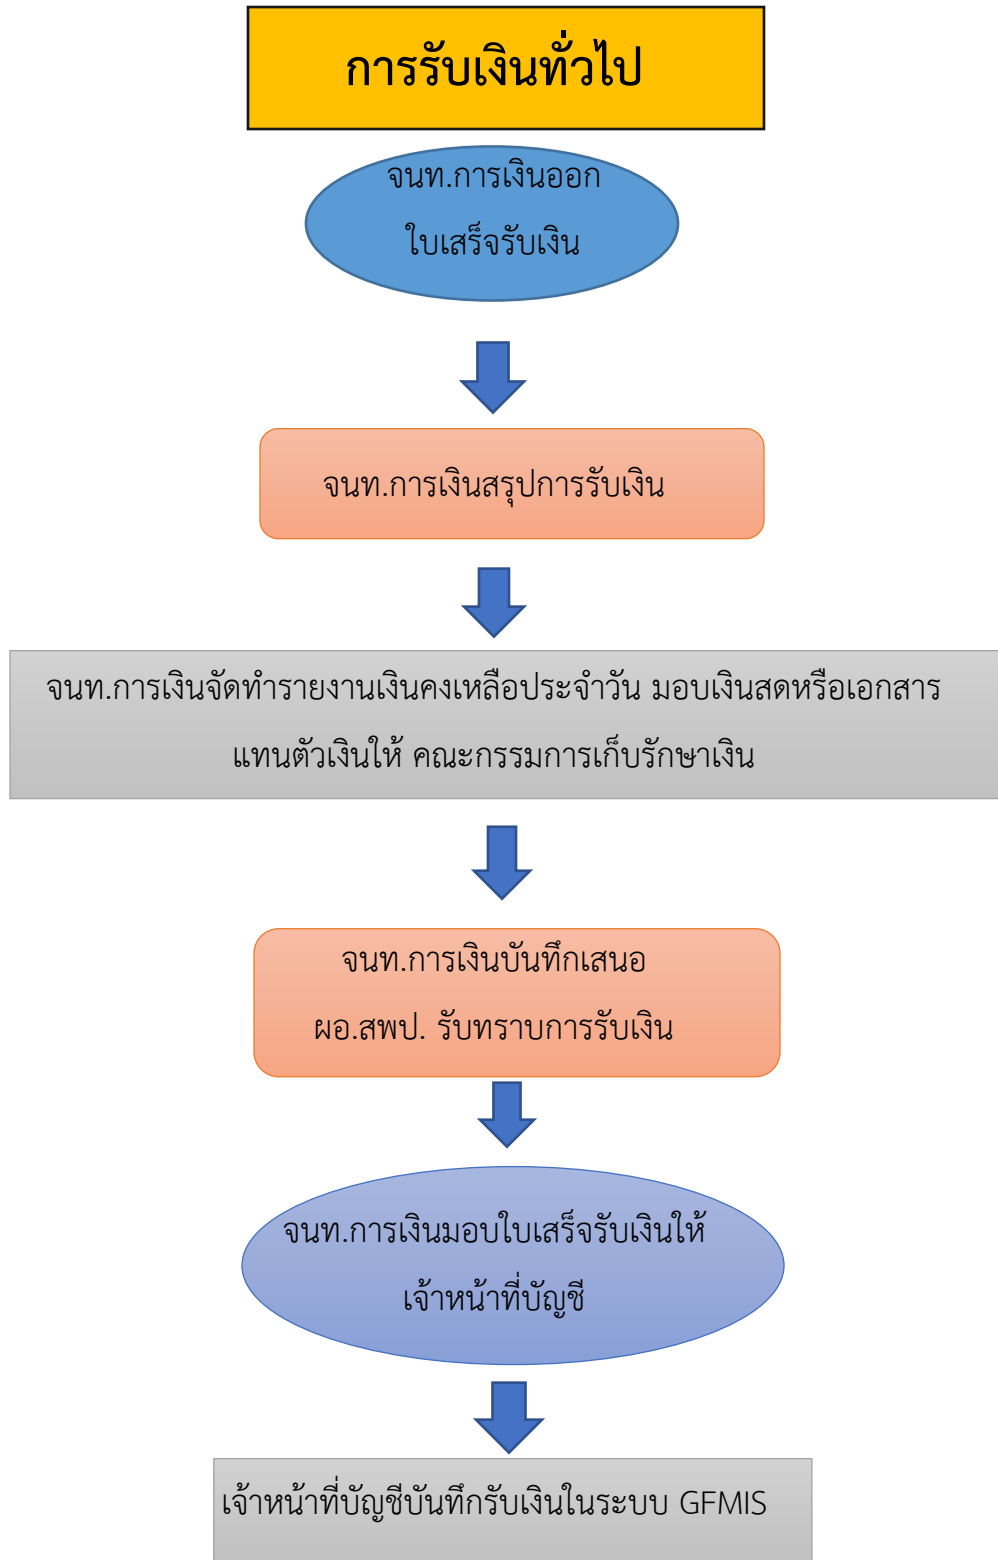 การรับเงินทั่วไป
จนท.การเงินออก
ใบเสร็จรับเงิน
จนท.การเงินสรุปการรับเงิน
จนท.การเงินจัดทำรายงานเงินคงเหลือประจำวัน มอบเงินสดหรือเอกสาร
แทนตัวเงินให้ คณะกรรมการเก็บรักษาเงิน
จนท.การเงินบันทึกเสนอ
ผอ.สพป. รับทราบการรับเงิน
จนท.การเงินมอบใบเสร็จรับเงินให้
เจ้าหน้าที่บัญชี
เจ้าหน้าที่บัญชีบันทึกรับเงินในระบบ GFMIS